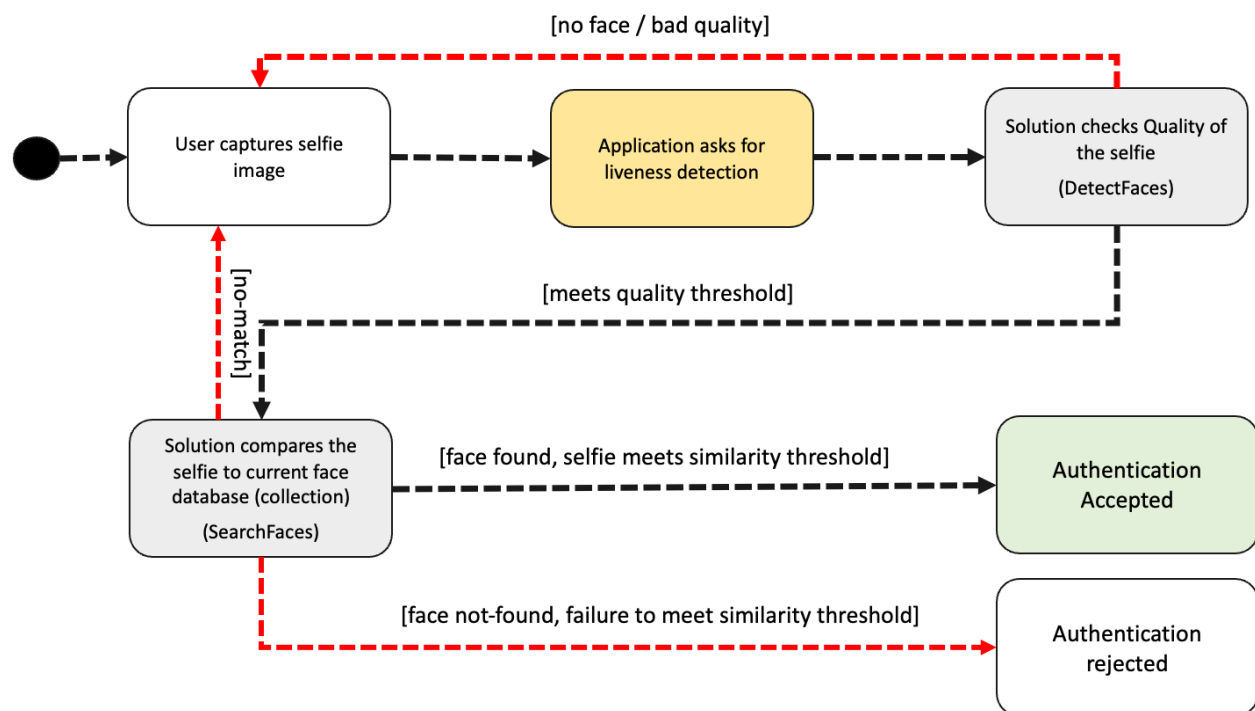 [no face / bad quality]
User captures selfie
image
Application asks for
liveness detection
Solution checks Quality of
the selfie
(DetectFaces)
[meets quality threshold]
[no-match]
Solution compares the
selfie to current face
database (collection)
(SearchFaces)
[face found, selfie meets similarity threshold]
Authentication
Accepted
[face not-found, failure to meet similarity threshold]
Authentication
rejected